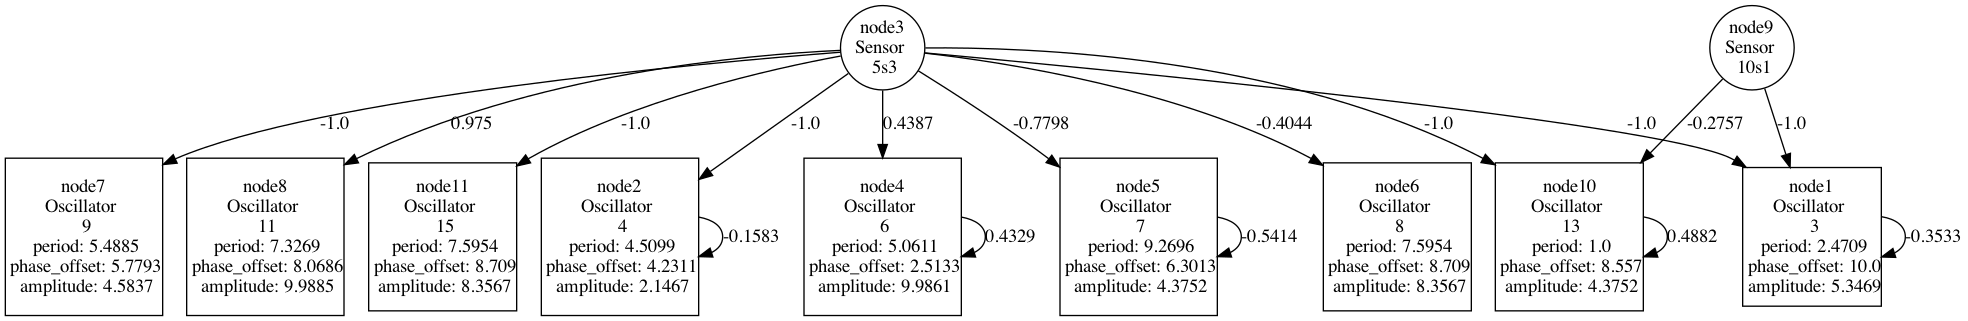 node3
Sensor
5s3
node9
Sensor
10s1
-1.0
0.975
-1.0
-1.0
0.4387
-0.7798
-0.4044
-1.0
-1.0
-0.2757
-1.0
node7
Oscillator
9
period: 5.4885
phase_offset: 5.7793
amplitude: 4.5837
node8
Oscillator
11
period: 7.3269
phase_offset: 8.0686
amplitude: 9.9885
node11
Oscillator
15
period: 7.5954
phase_offset: 8.709
amplitude: 8.3567
node2
Oscillator
4
period: 4.5099
phase_offset: 4.2311
amplitude: 2.1467
-0.1583
node4
Oscillator
6
period: 5.0611
phase_offset: 2.5133
amplitude: 9.9861
0.4329
node5
Oscillator
7
period: 9.2696
phase_offset: 6.3013
amplitude: 4.3752
-0.5414
node6
Oscillator
8
period: 7.5954
phase_offset: 8.709
amplitude: 8.3567
node10
Oscillator
13
period: 1.0
phase_offset: 8.557
amplitude: 4.3752
0.4882
node1
Oscillator
3
period: 2.4709
phase_offset: 10.0
amplitude: 5.3469
-0.3533